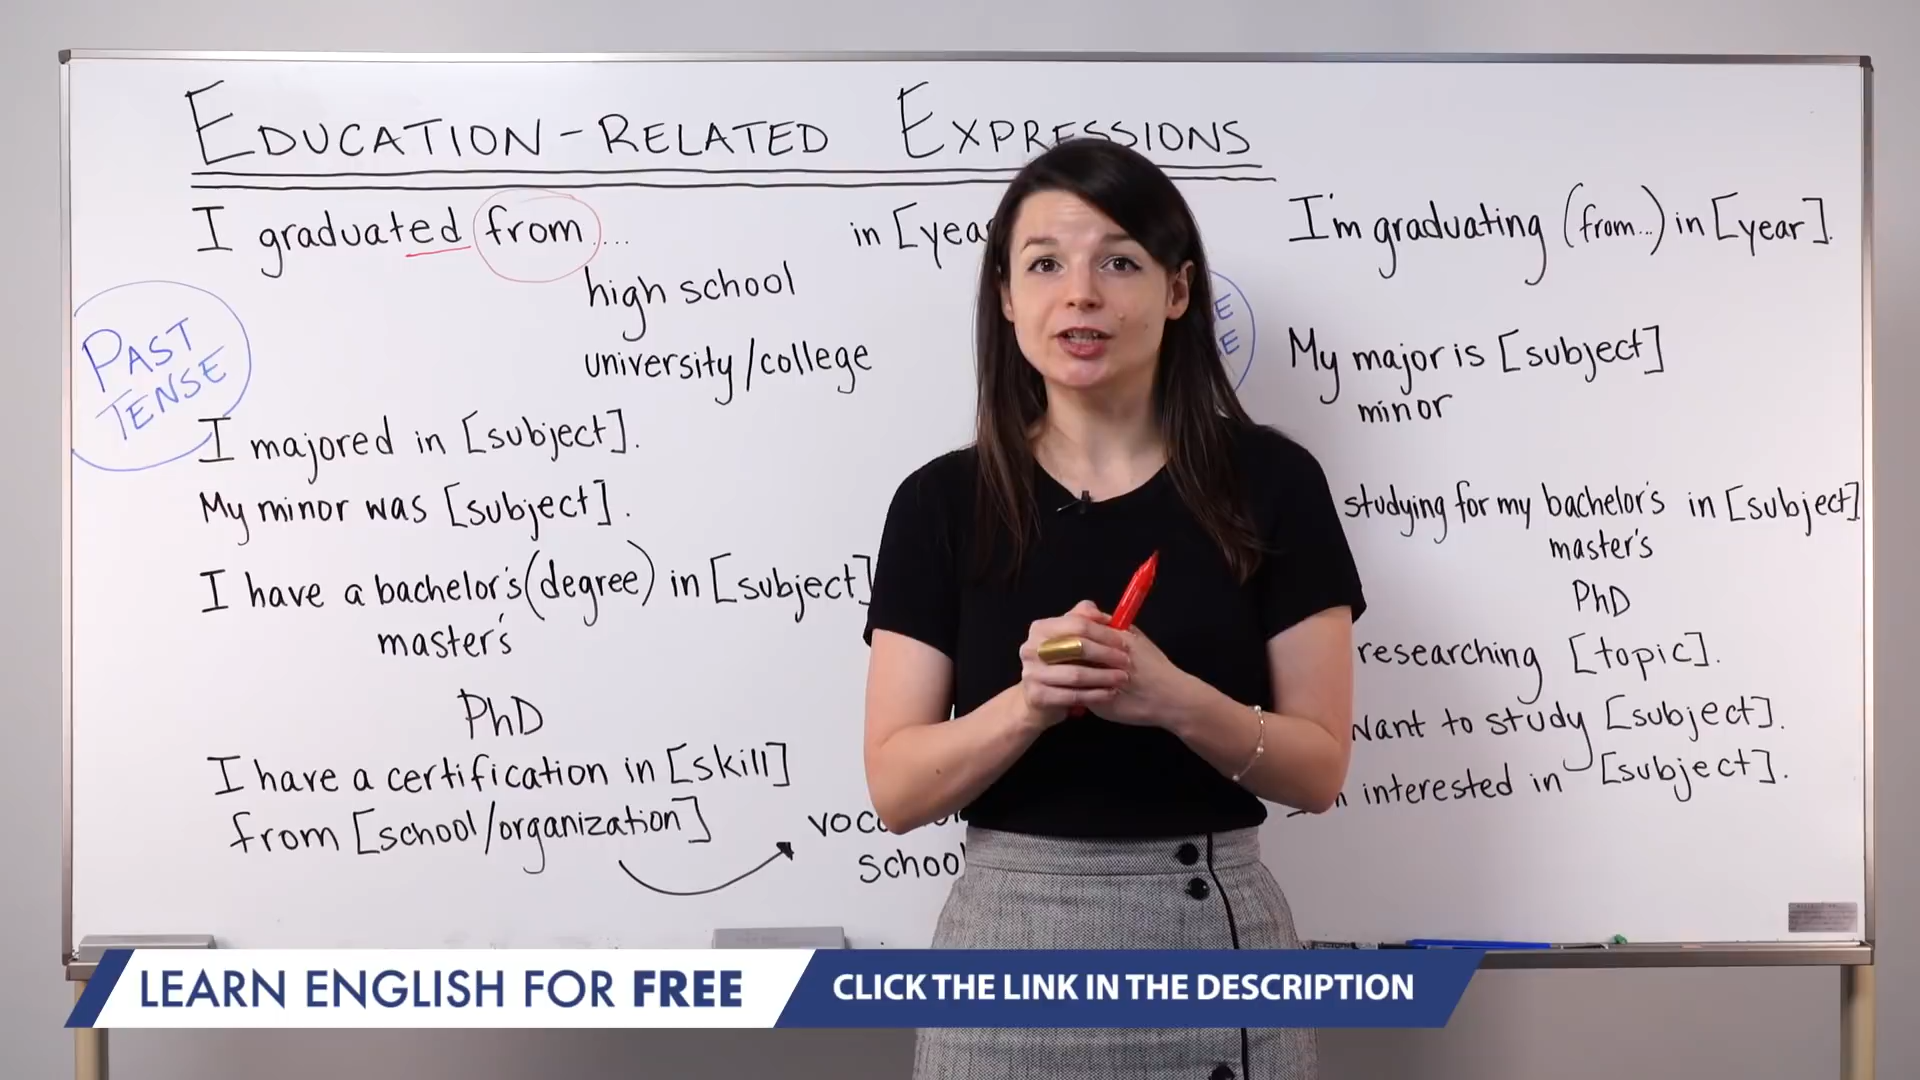 EDUCATION-RELATED EXPRESSIONS
I graduated from.... in [year
high school
university/college
PAST
TENSE
I majored in [subject].
My minor was [subject].
I have a bachelor's (degree) in [subject]
master's
PhD
I have a certification in [skill]
from [school/organization]
school
I'm graduating (from...) in [year].
My major is [subject]
minor
studying for my bachelor's in [subject]
master's
PhD
researching [topic].
want to study [subject].
interested in [subject].
LEARN ENGLISH FOR FREE
CLICK THE LINK IN THE DESCRIPTION